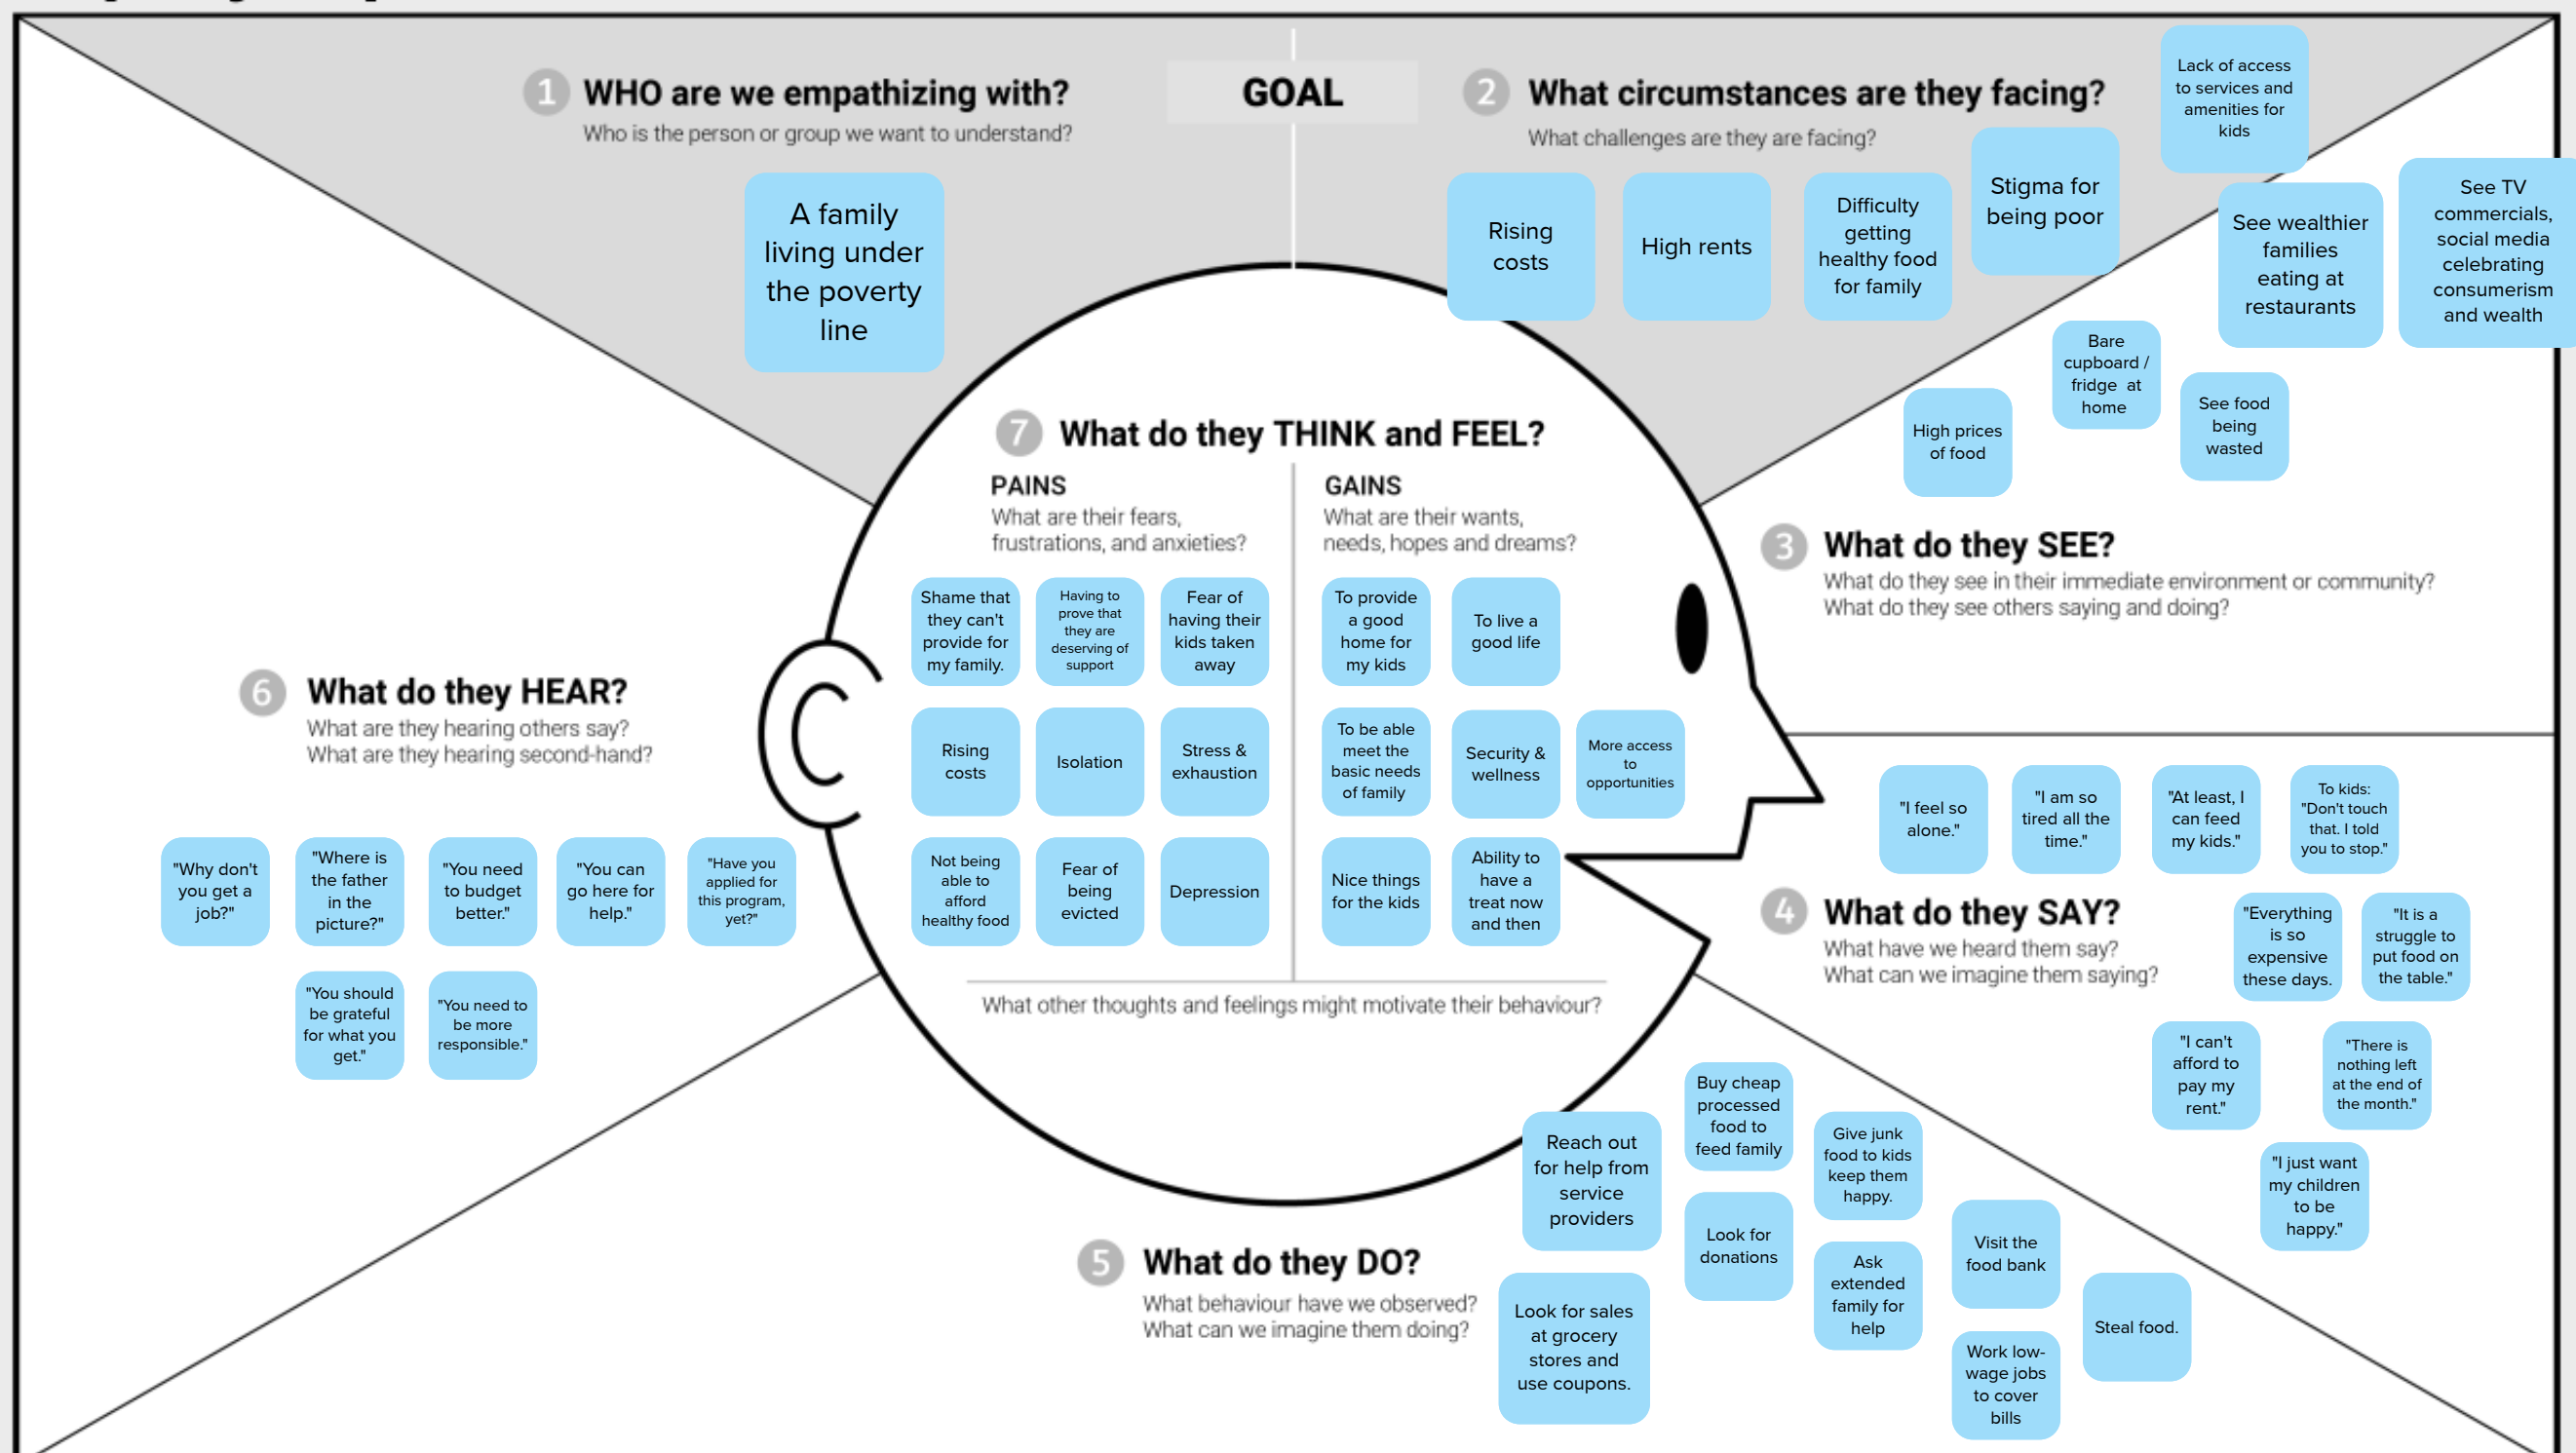 1 WHO are we empathizing with?
Who is the person or group we want to understand?
A family
living under
the poverty
line
GOAL
2 What circumstances are they facing?
What challenges are they are facing?
Rising
costs
High rents
Difficulty
getting
healthy food
for family
Stigma for
being poor
Lack of access
to services and
amenities for
kids
See wealthier
families
eating at
restaurants
See TV
commercials,
social media
celebrating
consumerism
and wealth
Bare
cupboard /
fridge at
home
See food
being
wasted
High prices
of food
3 What do they SEE?
What do they see in their immediate environment or community?
What do they see others saying and doing?
"I feel so
alone."
"I am so
tired all the
time."
"At least, I
can feed
my kids."
To kids:
"Don't touch
that. I told
you to stop."
4 What do they SAY?
What have we heard them say?
What can we imagine them saying?
"Everything
is so
expensive
these days.
"It is a
struggle to
put food on
the table."
"I can't
afford to
pay my
rent."
"There is
nothing left
at the end of
the month."
"I just want
my children
to be
happy."
5 What do they DO?
What behaviour have we observed?
What can we imagine them doing?
Reach out
for help from
service
providers
Buy cheap
processed
food to
feed family
Give junk
food to kids
keep them
happy.
Look for
donations
Visit the
food bank
Ask
extended
family for
help
Look for sales
at grocery
stores and
use coupons.
Steal food.
Work low-
wage jobs
to cover
bills
6 What do they HEAR?
What are they hearing others say?
What are they hearing second-hand?
"Why don't
you get a
job?"
"Where is
the father
in the
picture?"
"You need
to budget
better."
"You can
go here for
help."
"Have you
applied for
this program,
yet?"
"You should
be grateful
for what you
get."
"You need to
be more
responsible."
7 What do they THINK and FEEL?
PAINS
What are their fears,
frustrations, and anxieties?
Shame that
they can't
provide for
my family.
Having to
prove that
they are
deserving of
support
Fear of
having their
kids taken
away
Rising
costs
Isolation
Stress &
exhaustion
Not being
able to
afford
healthy food
Fear of
being
evicted
Depression
GAINS
What are their wants,
needs, hopes and dreams?
To provide
a good
home for
my kids
To live a
good life
To be able
meet the
basic needs
of family
Security &
wellness
More access
to
opportunities
Nice things
for the kids
Ability to
have a
treat now
and then
What other thoughts and feelings might motivate their behaviour?